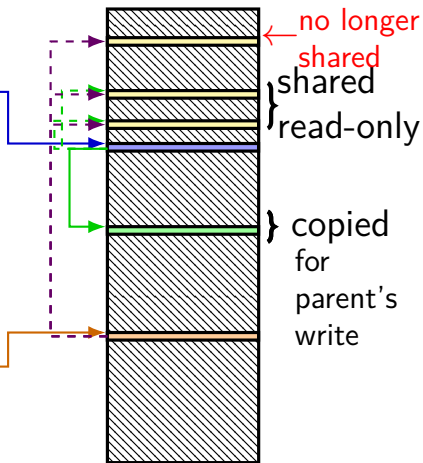 no longer
shared
shared
read-only
copied
for
parent's
write